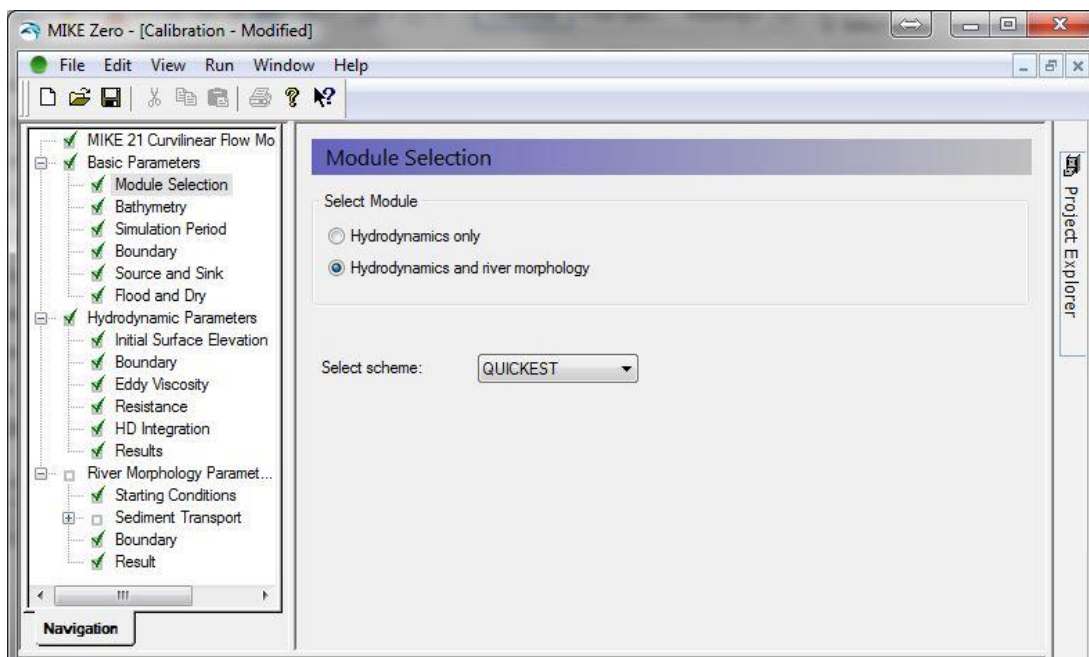 MIKE Zero - [Calibration - Modified]
File Edit View Run Window Help
MIKE 21 Curvilinear Flow Mo
Basic Parameters
Module Selection
Bathymetry
Simulation Period
Boundary
Source and Sink
Flood and Dry
Hydrodynamic Parameters
Initial Surface Elevation
Boundary
Eddy Viscosity
Resistance
HD Integration
Results
River Morphology Paramet...
Starting Conditions
Sediment Transport
Boundary
Result
Navigation
Module Selection
Select Module
Hydrodynamics only
Hydrodynamics and river morphology
Select scheme: QUICKEST
Project Explorer